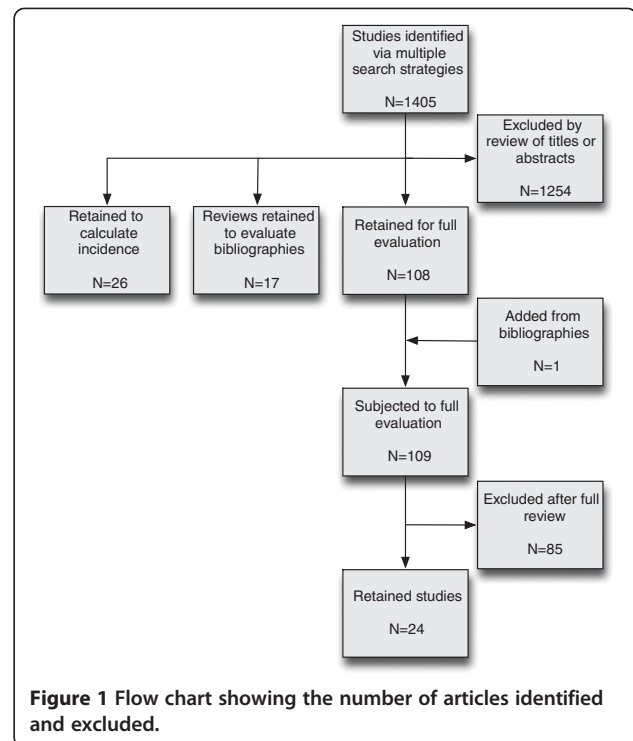 Studies identified
via multiple
search strategies
N=1405
Excluded by
review of titles or
abstracts
N=1254
Retained to
calculate
incidence
N=26
Reviews retained
to evaluate
bibliographies
N=17
Retained for full
evaluation
N=108
Added from
bibliographies
N=1
Subjected to full
evaluation
N=109
Excluded after full
review
N=85
Retained studies
N=24
Figure 1 Flow chart showing the number of articles identified
and excluded.